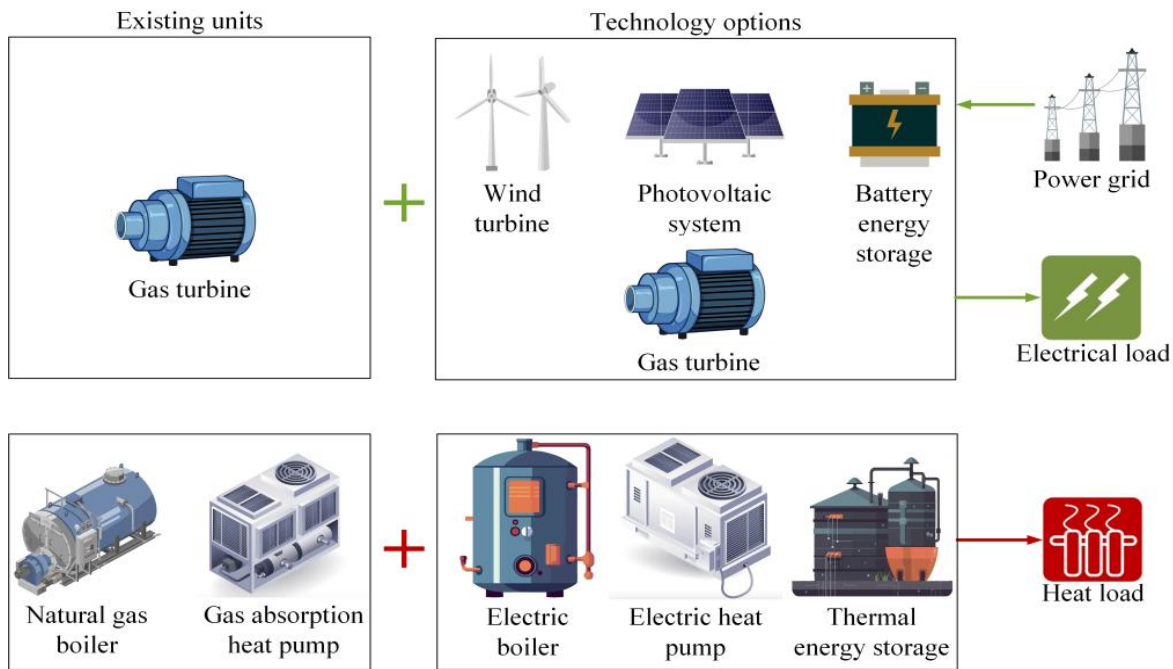 Existing units
Technology options
Wind
turbine
Photovoltaic
system
Battery
energy
storage
Power grid
Gas turbine
Gas turbine
Electrical load
Natural gas
boiler
Gas absorption
heat pump
Electric
boiler
Electric heat
pump
Thermal
energy storage
Heat load